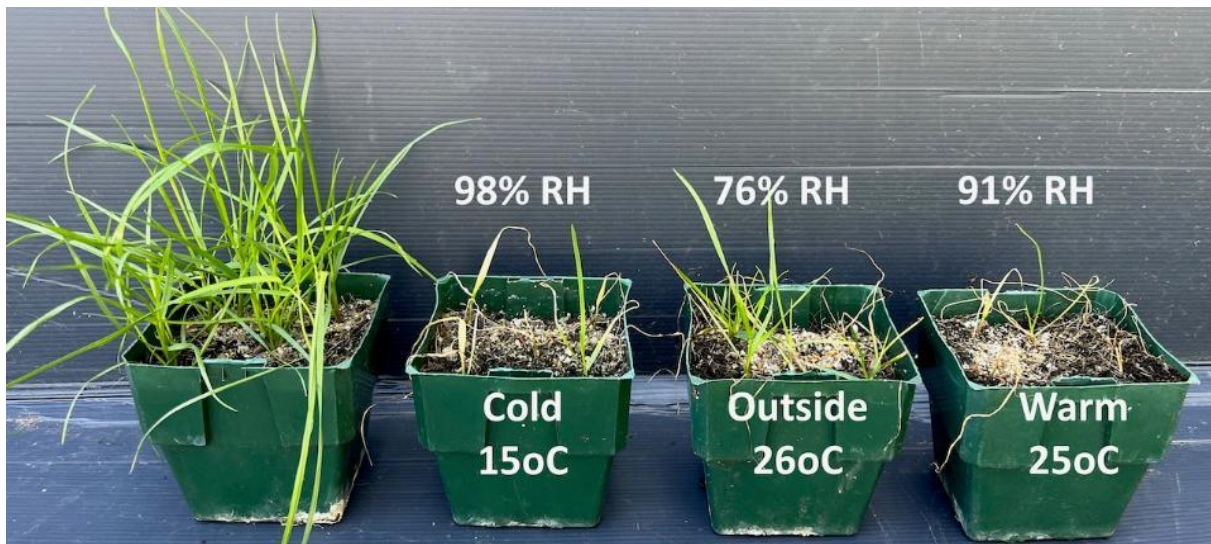 98% RH
76% RH
91% RH
Cold
15oC
Outside
26oC
Warm
25oC